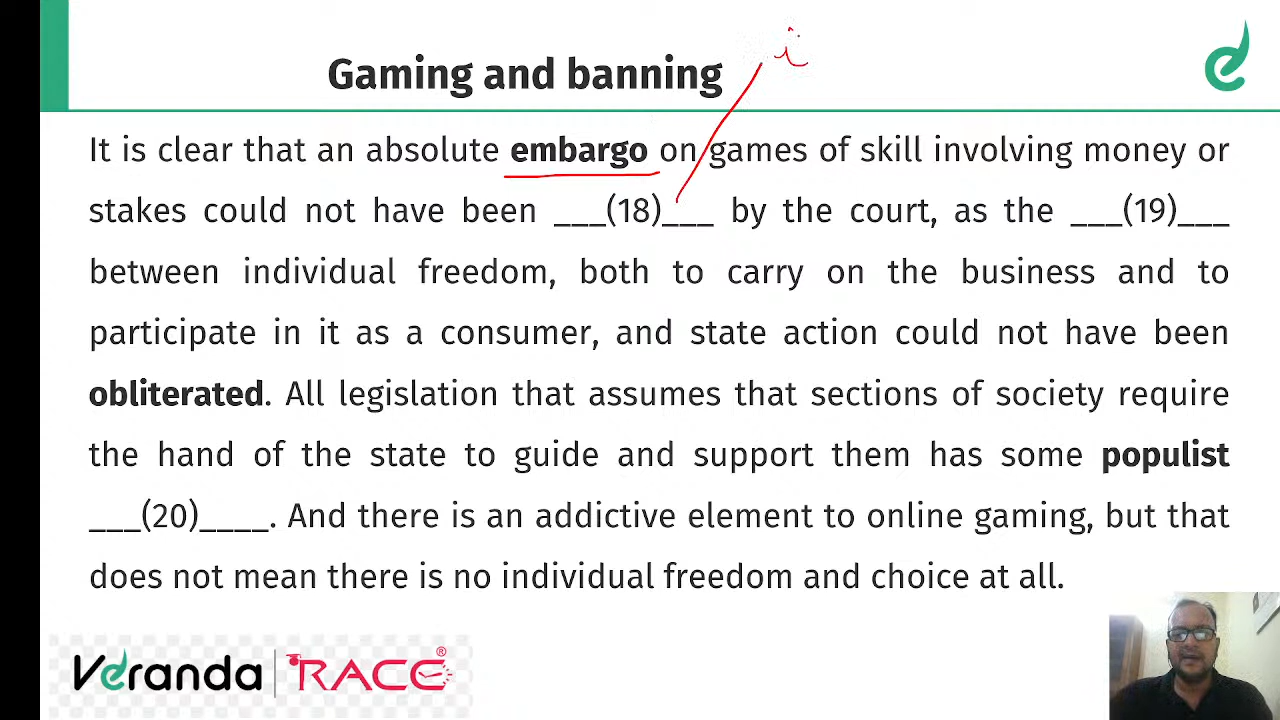 Gaming and banning
i
It is clear that an absolute embargo on games of skill involving money or
stakes could not have been ___(18)___ by the court, as the ___(19)___
between individual freedom, both to carry on the business and to
participate in it as a consumer, and state action could not have been
obliterated. All legislation that assumes that sections of society require
the hand of the state to guide and support them has some populist
___(20)____. And there is an addictive element to online gaming, but that
does not mean there is no individual freedom and choice at all.
Veranda RACE®